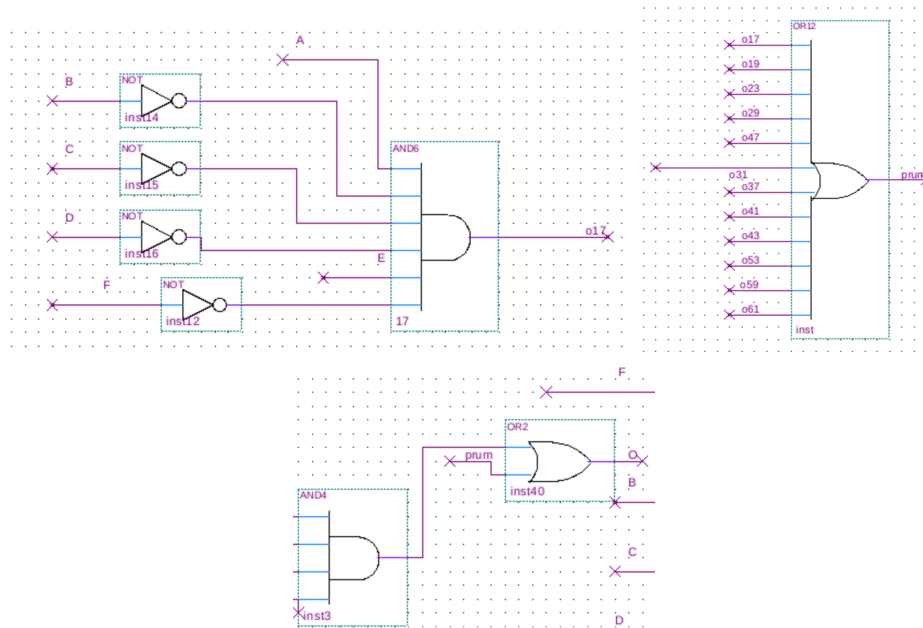 A
B
NOT
inst14
C
NOT
inst15
D
NOT
inst16
F
NOT
inst12
AND6
E
17
o17
OR12
o17
o19
o23
o29
o47
o31
o37
o41
o43
o53
o59
o61
prum
inst
F
OR2
prum
inst40
O
B
AND4
inst3
C
D